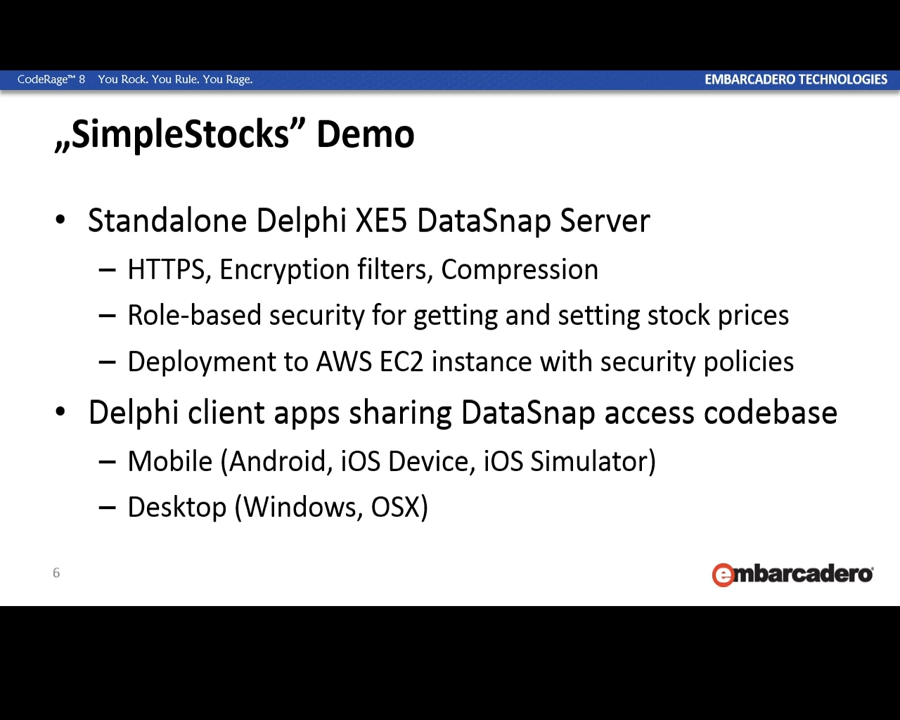 CodeRage™ 8 You Rock. You Rule. You Rage.
EMBARCADERO TECHNOLOGIES
„SimpleStocks” Demo
• Standalone Delphi XE5 DataSnap Server
– HTTPS, Encryption filters, Compression
– Role-based security for getting and setting stock prices
– Deployment to AWS EC2 instance with security policies
• Delphi client apps sharing DataSnap access codebase
– Mobile (Android, iOS Device, iOS Simulator)
– Desktop (Windows, OSX)
6
embarcadero